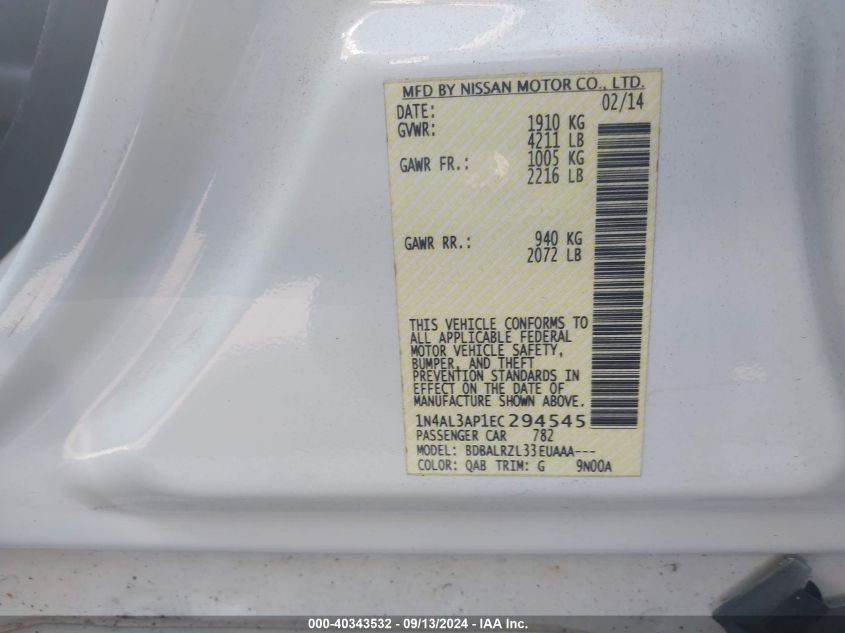 MFD BY NISSAN MOTOR CO., LTD.
DATE: 02/14
GVWR: 1910 KG
4211 LB
GAWR FR.: 1005 KG
2216 LB
GAWR RR.: 940 KG
2072 LB
THIS VEHICLE CONFORMS TO
ALL APPLICABLE FEDERAL
MOTOR VEHICLE SAFETY,
BUMPER, AND THEFT
PREVENTION STANDARDS IN
EFFECT ON THE DATE OF
MANUFACTURE SHOWN ABOVE.
1N4AL3AP1EC294545
PASSENGER CAR 782
MODEL: BDBALRZL33EUAAA---
COLOR: QAB TRIM: G 9N00A
000-40343532 - 09/13/2024 - IAA Inc.